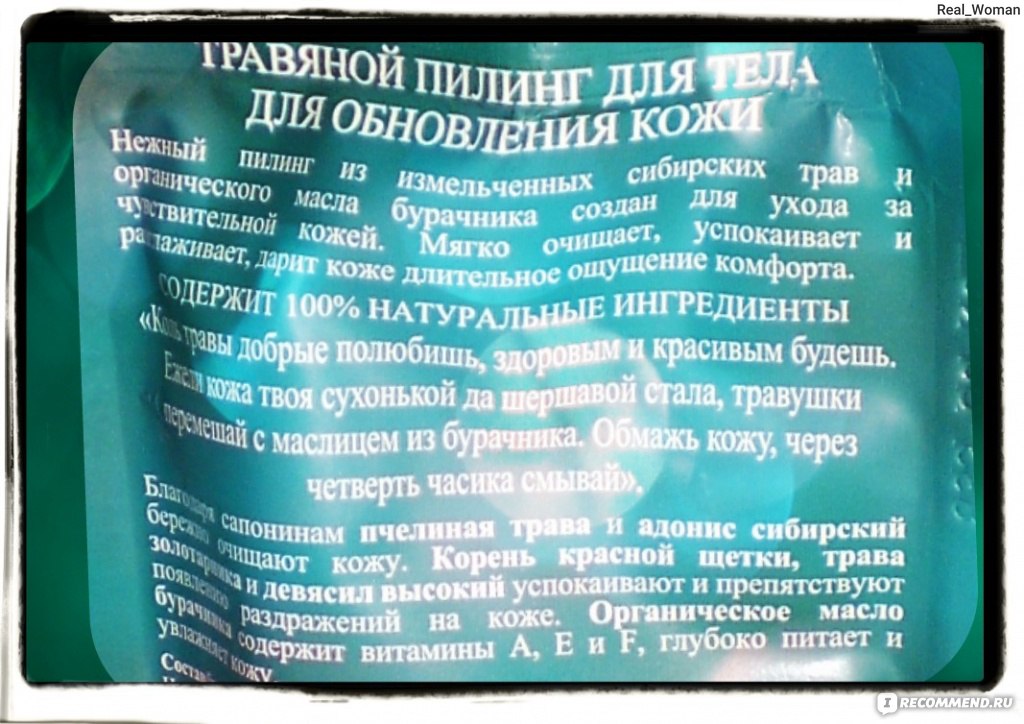 Real_Woman
ТРАВЯНОЙ ПИЛИНГ ДЛЯ ТЕЛА
ДЛЯ ОБНОВЛЕНИЯ КОЖИ
Нежный пилинг из измельченных сибирских трав и
органического масла бурачника создан для ухода за
чувствительной кожей. Мягко очищает, успокаивает и
разглаживает, дарит коже длительное ощущение комфорта.
СОДЕРЖИТ 100% НАТУРАЛЬНЫЕ ИНГРЕДИЕНТЫ
«Коль травы добрые полюбишь, здоровым и красивым будешь.
Ежели кожа твоя сухонькой да шершавой стала, травушки
перемешай с маслицем из бурачника. Обмажь кожу, через
четверть часика смывай».
Благодаря сапонинам пчелиная трава и адонис сибирский
бережно очищают кожу. Корень красной щетки, трава
золотарника и девясил высокий успокаивают и препятствуют
появлению раздражений на коже. Органическое масло
бурачника содержит витамины А, Е и F, глубоко питает и
увлажняет кожу.
IRECOMMEND.RU